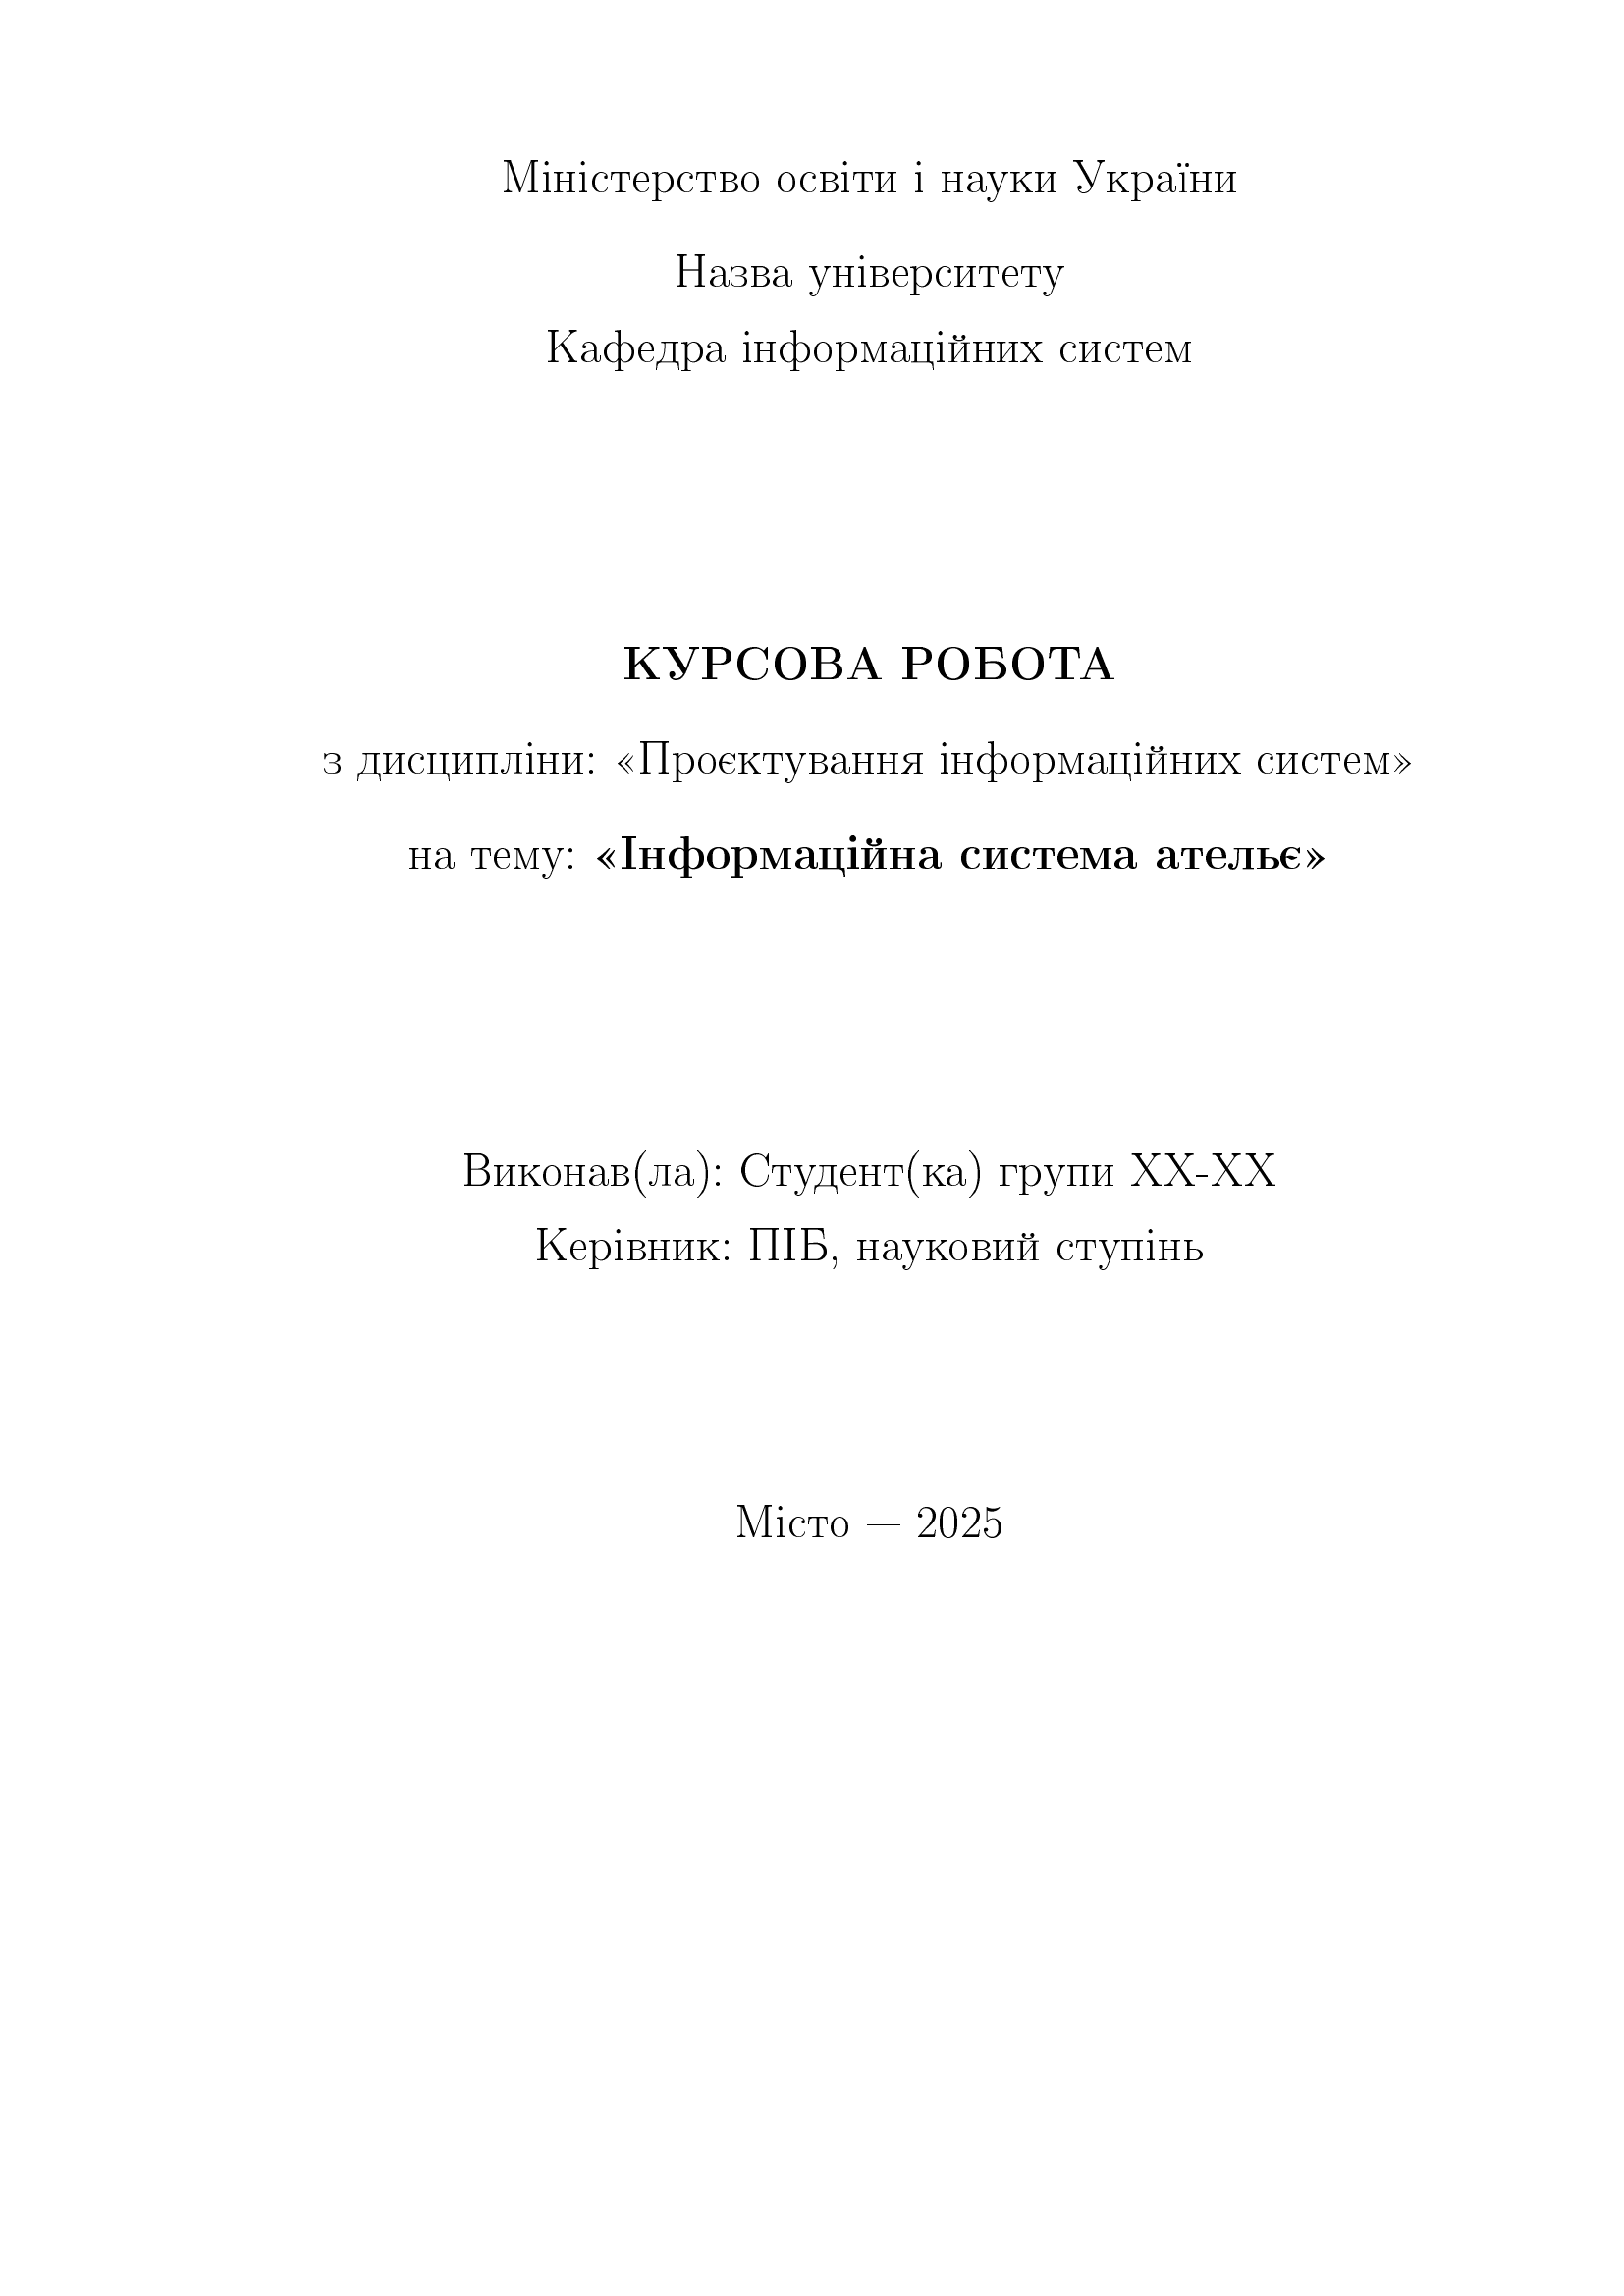 Міністерство освіти і науки України
Назва університету
Кафедра інформаційних систем
КУРСОВА РОБОТА
з дисципліни: «Проєктування інформаційних систем»
на тему: «Інформаційна система ательє»
Виконав(ла): Студент(ка) групи XX-XX
Керівник: ПІБ, науковий ступінь
Місто — 2025